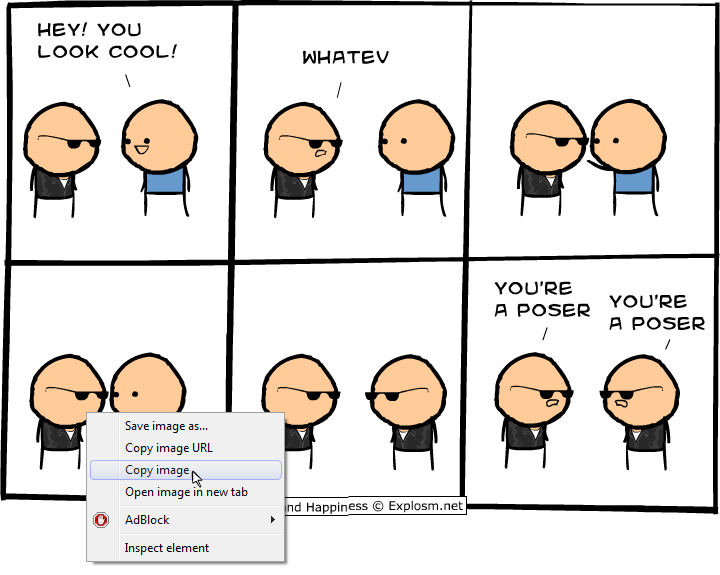 HEY! YOU
LOOK COOL!
WHATEV
YOU'RE
A POSER
YOU'RE
A POSER
Save image as...
Copy image URL
Copy image
Open image in new tab
AdBlock
Inspect element
and Happiness © Explosm.net